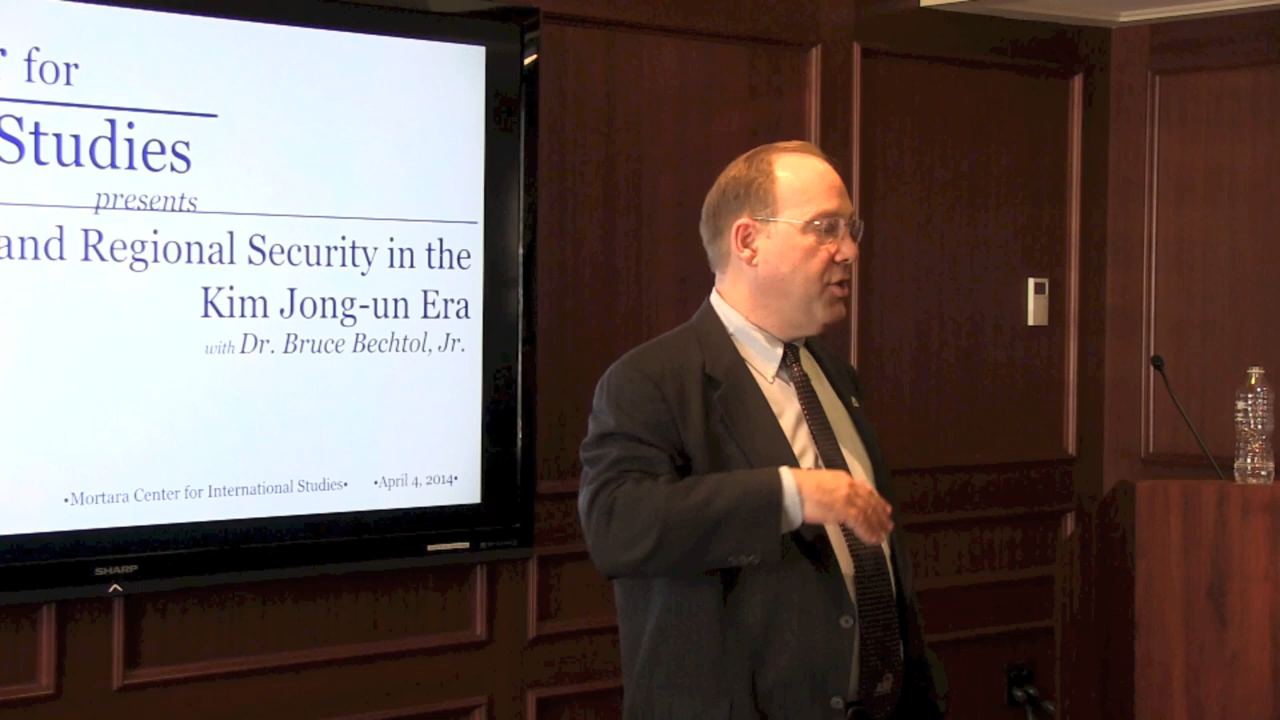 for
Studies
presents
and Regional Security in the
Kim Jong-un Era
with Dr. Bruce Bechtol, Jr.
•Mortara Center for International Studies• •April 4, 2014•
SHARP